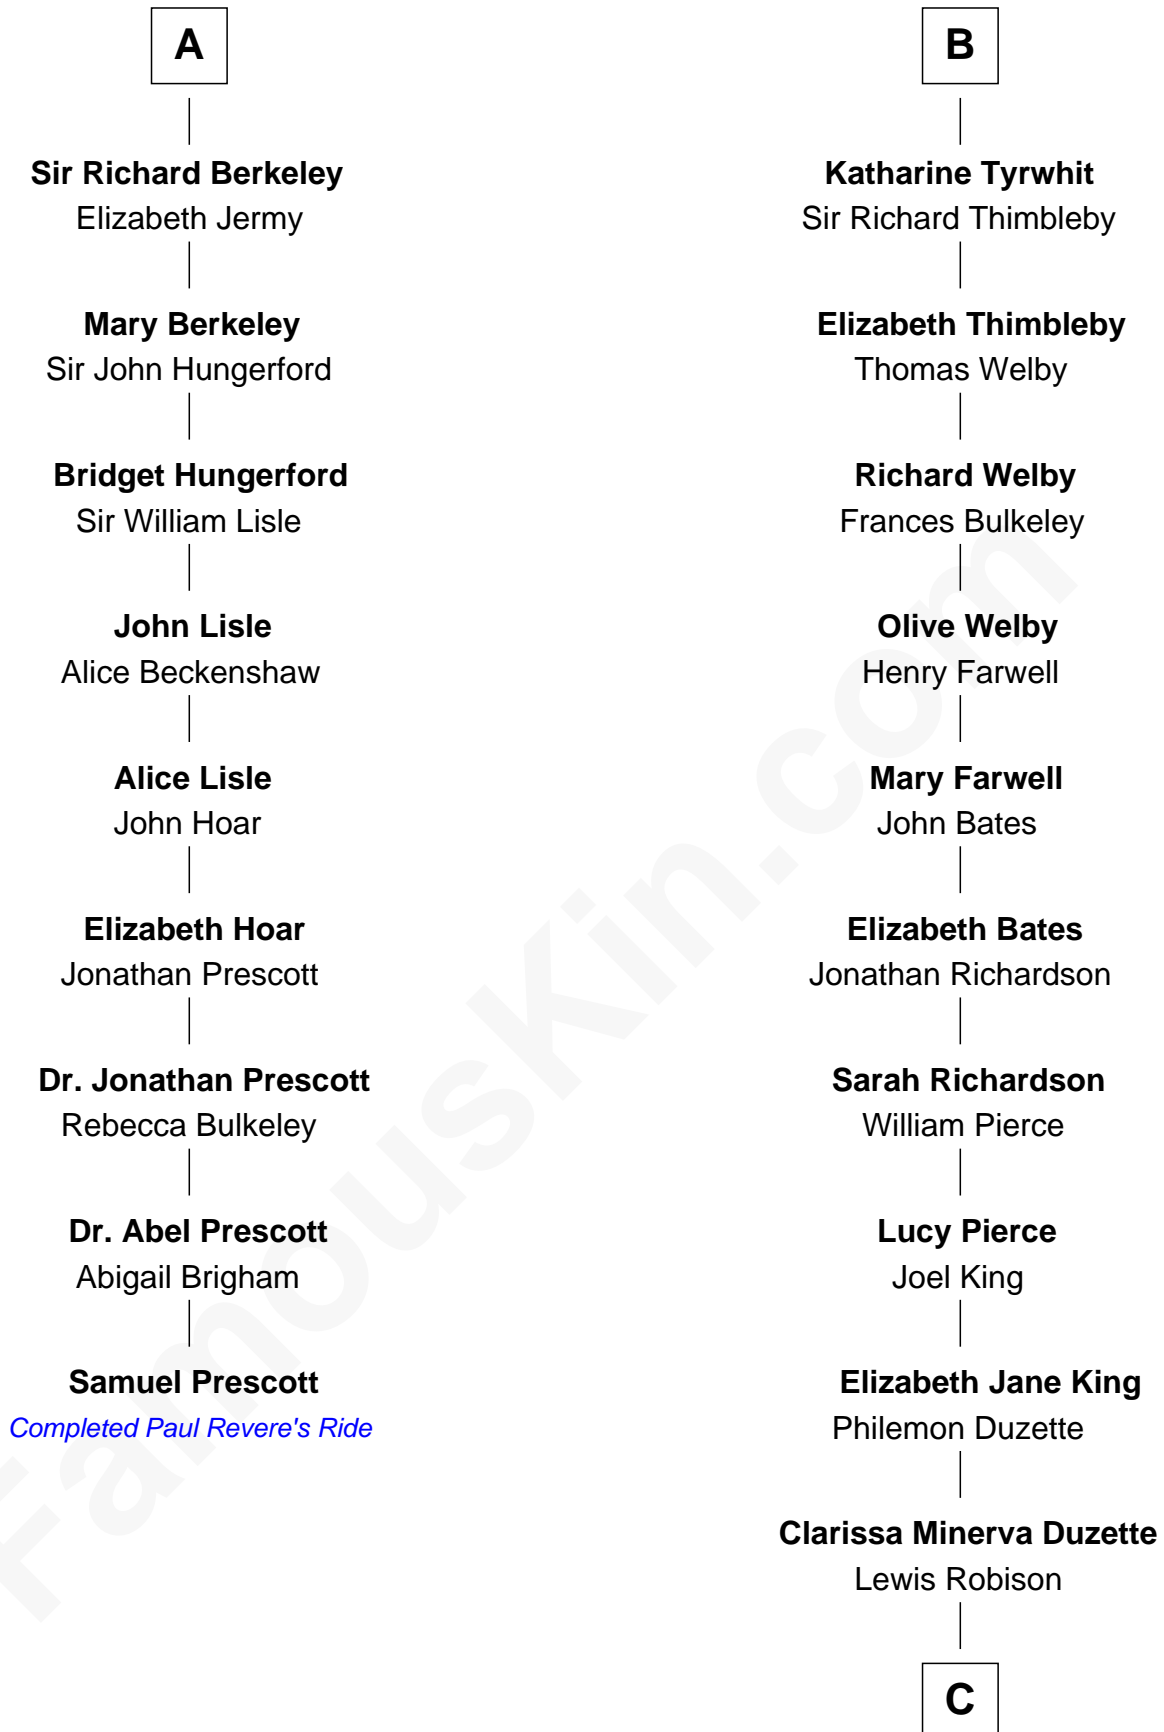 A
Sir Richard Berkeley
Elizabeth Jermy
Mary Berkeley
Sir John Hungerford
Bridget Hungerford
Sir William Lisle
John Lisle
Alice Beckenshaw
Alice Lisle
John Hoar
Elizabeth Hoar
Jonathan Prescott
Dr. Jonathan Prescott
Rebecca Bulkeley
Dr. Abel Prescott
Abigail Brigham
Samuel Prescott
Completed Paul Revere's Ride
B
Katharine Tyrwhit
Sir Richard Thimbleby
Elizabeth Thimbleby
Thomas Welby
Richard Welby
Frances Bulkeley
Olive Welby
Henry Farwell
Mary Farwell
John Bates
Elizabeth Bates
Jonathan Richardson
Sarah Richardson
William Pierce
Lucy Pierce
Joel King
Elizabeth Jane King
Philemon Duzette
Clarissa Minerva Duzette
Lewis Robison
C
FamousKin.com